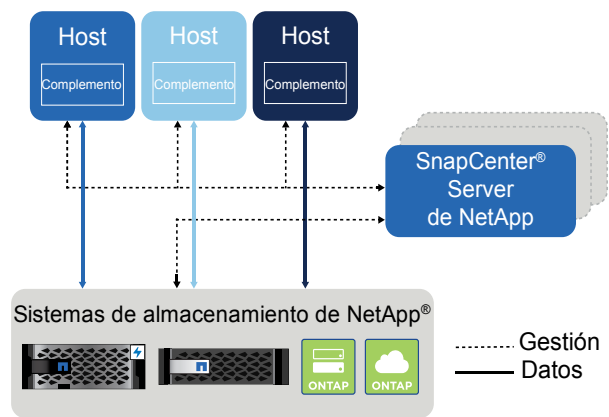 Host
Host
Host
Complemento
Complemento
Complemento
SnapCenter®
Server
de NetApp
Sistemas de almacenamiento de NetApp®
ONTAP
ONTAP
Gestión
Datos